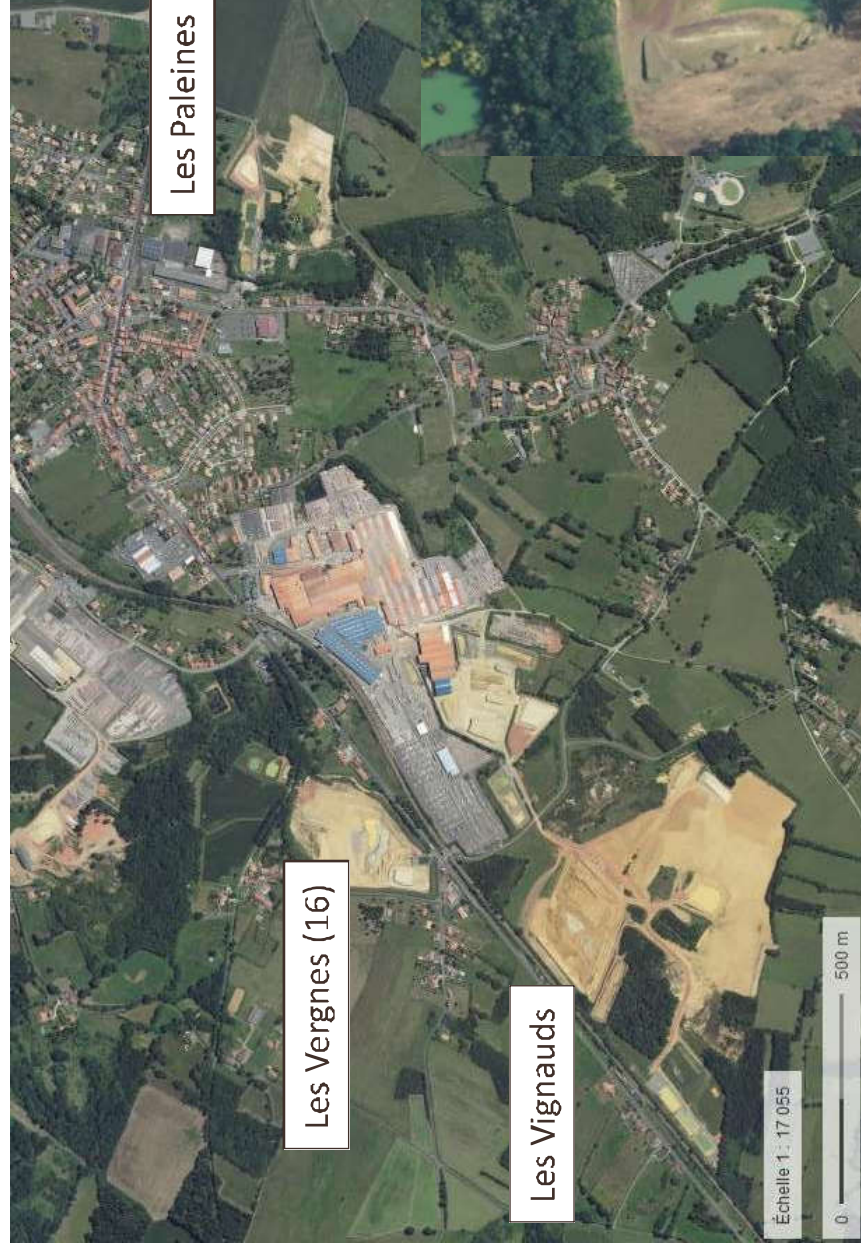 Les Paleines
Les Vergnes (16)
Les Vignauds
Échelle 1 : 17 055
0
500 m